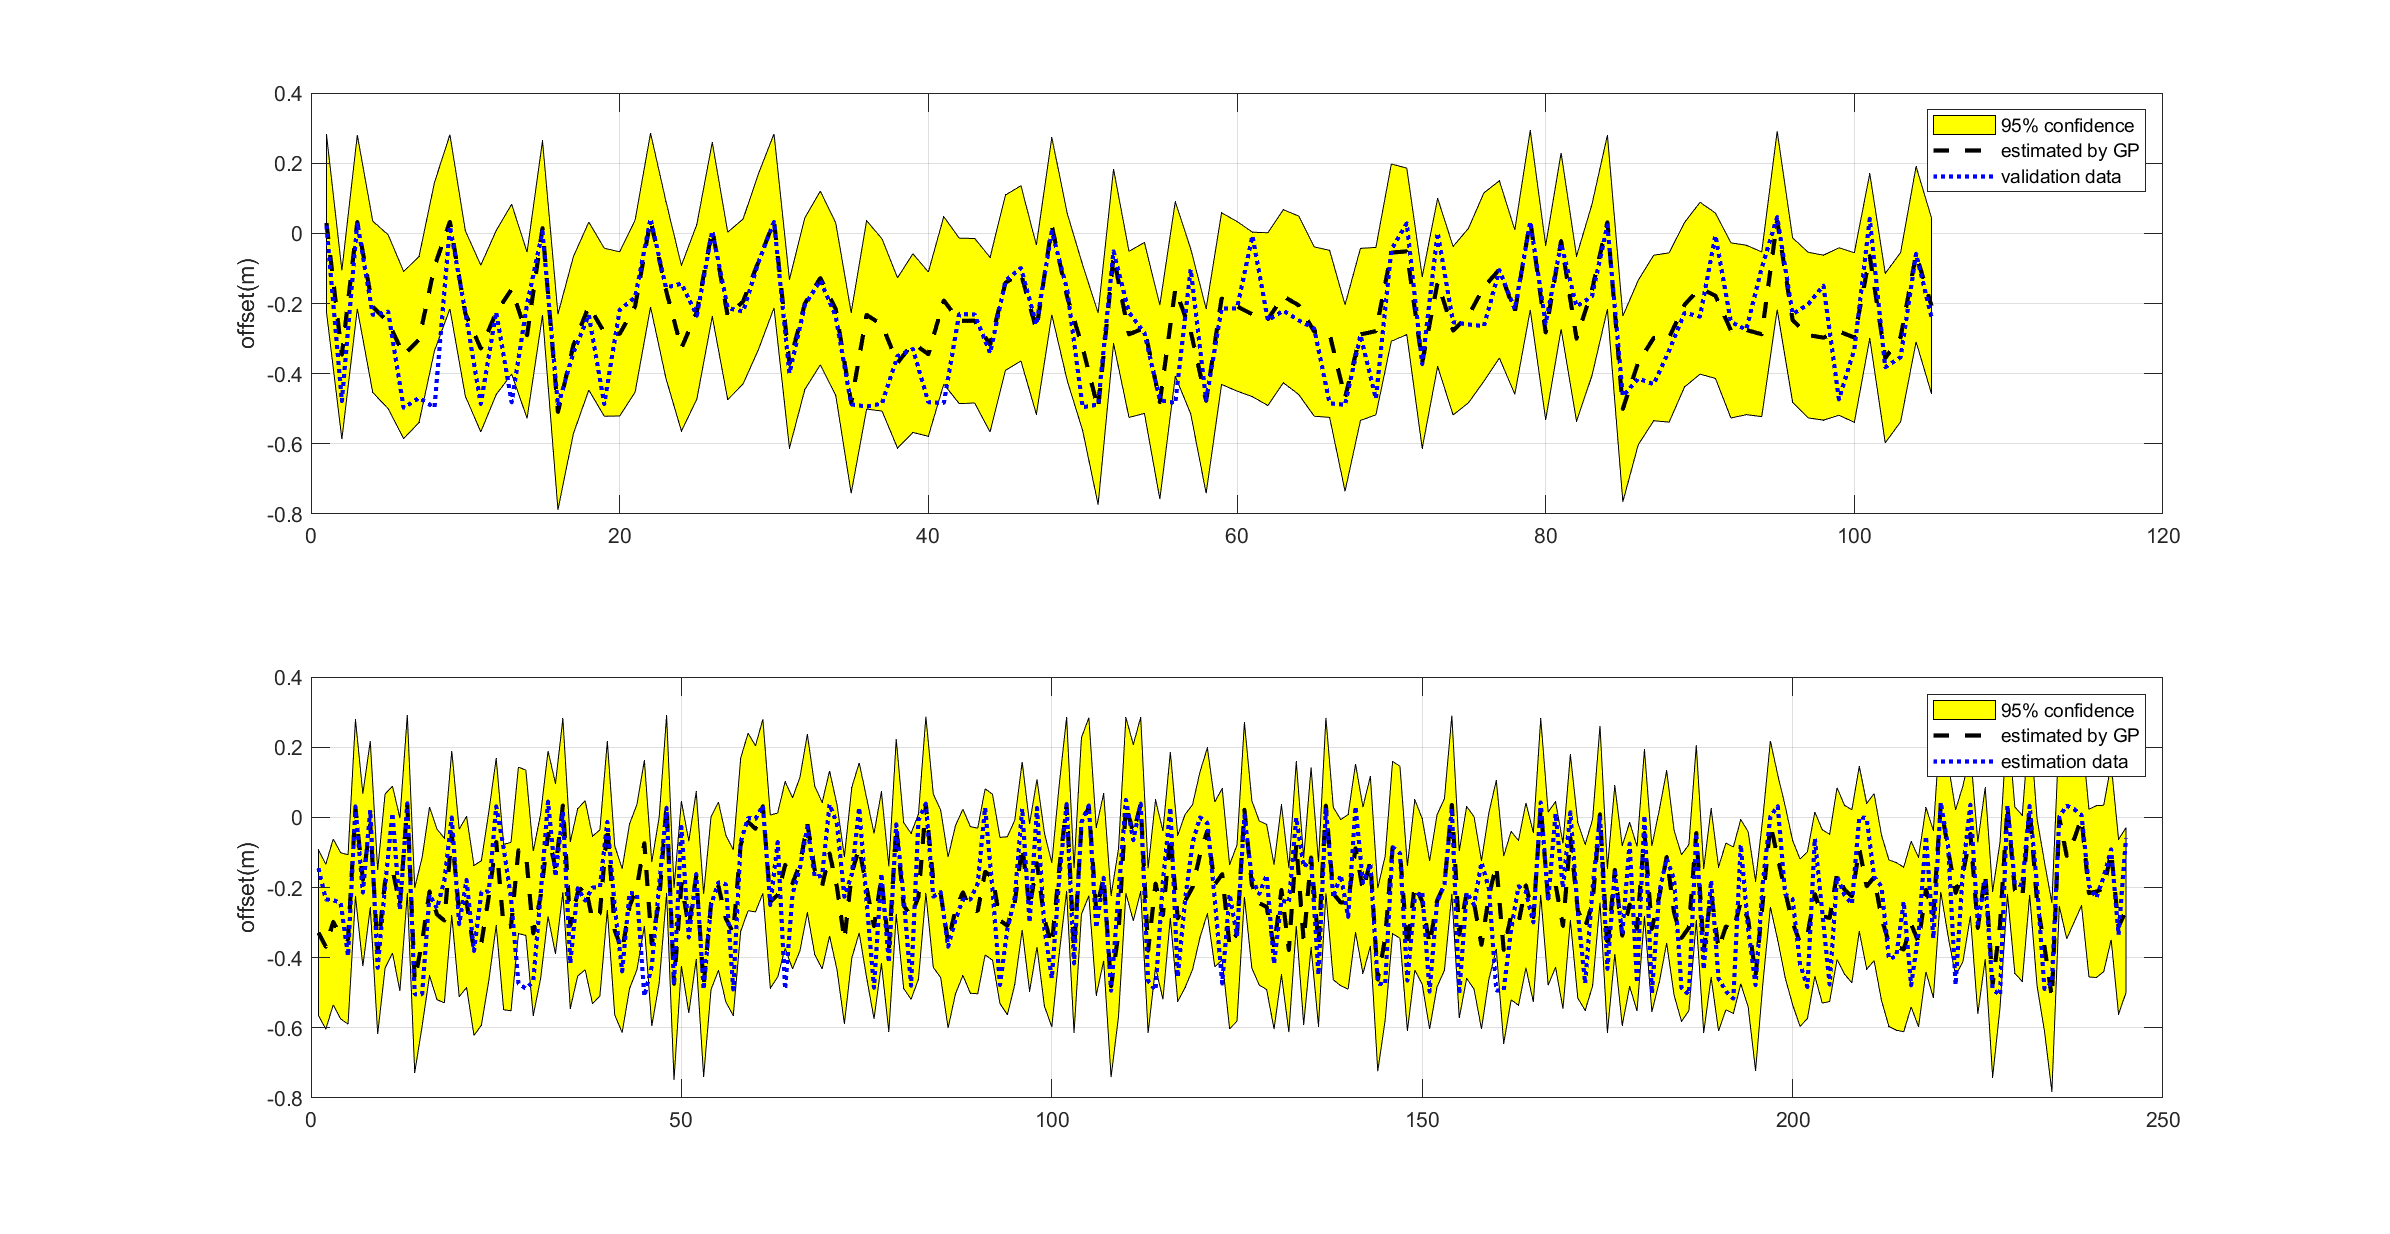 0.4
0.2
0
-0.2
-0.4
-0.6
-0.8
offset(m)
0 20 40 60 80 100 120
95% confidence
estimated by GP
validation data
0.4
0.2
0
-0.2
-0.4
-0.6
-0.8
offset(m)
0 50 100 150 200 250
95% confidence
estimated by GP
estimation data